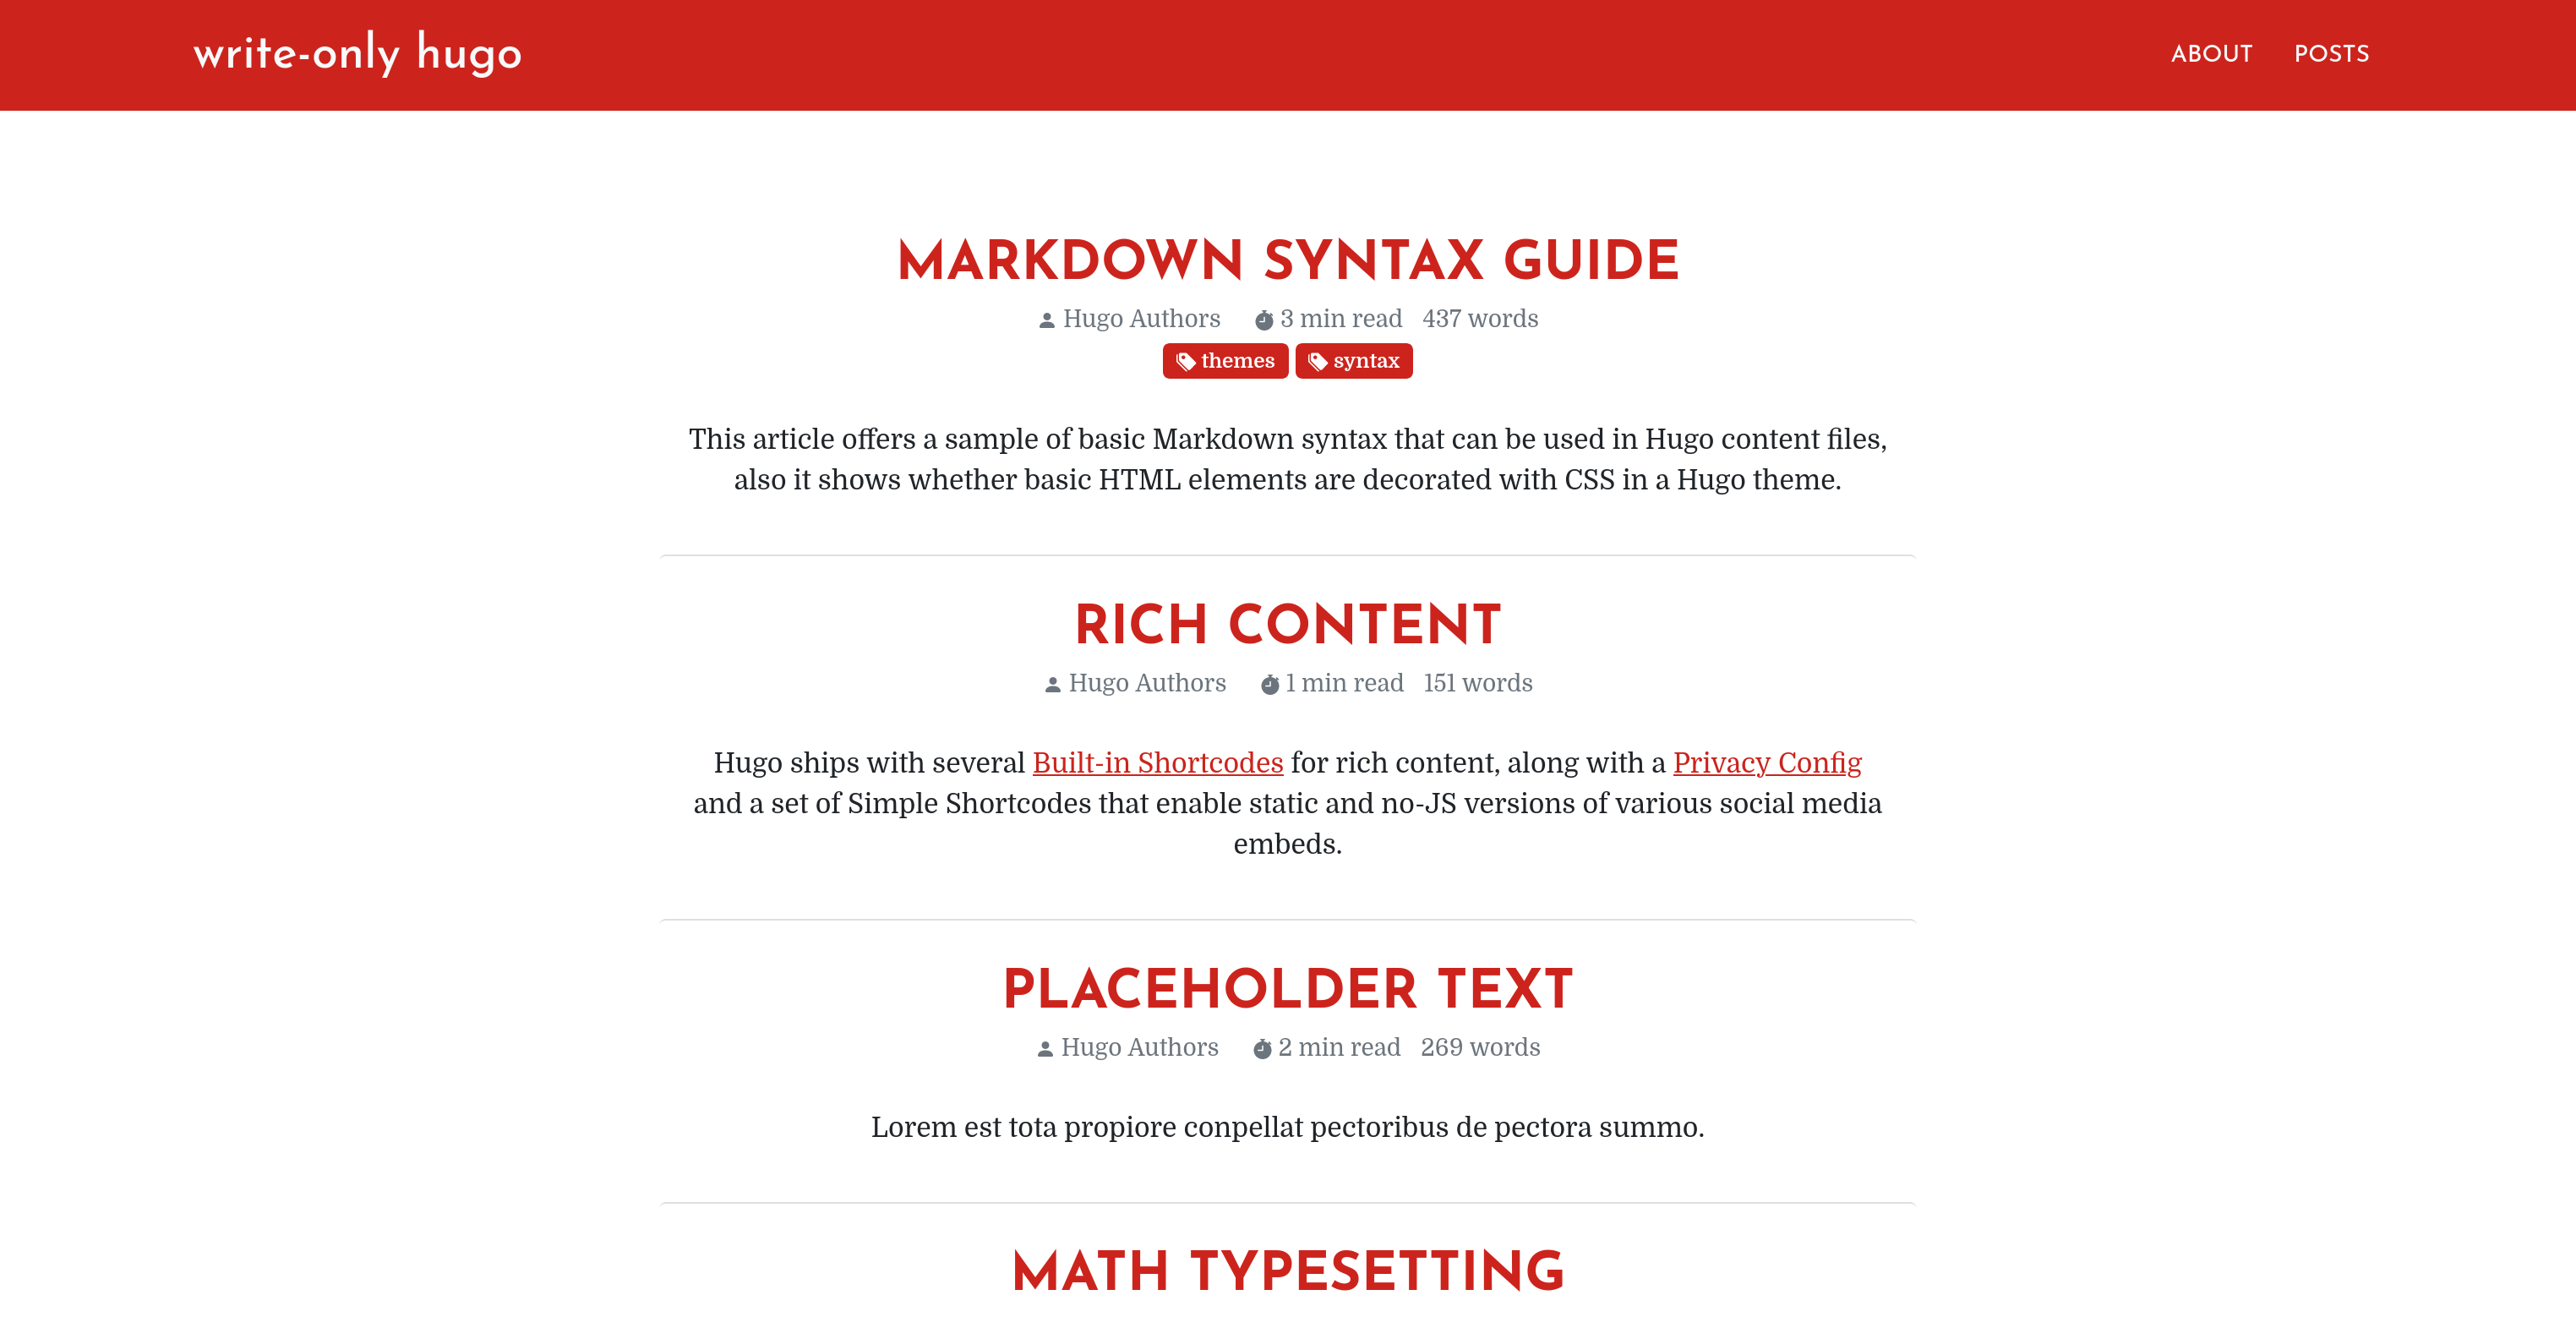 write-only hugo
ABOUT POSTS
MARKDOWN SYNTAX GUIDE
Hugo Authors 3 min read 437 words
themes syntax
This article offers a sample of basic Markdown syntax that can be used in Hugo content files,
also it shows whether basic HTML elements are decorated with CSS in a Hugo theme.
RICH CONTENT
Hugo Authors 1 min read 151 words
Hugo ships with several Built-in Shortcodes for rich content, along with a Privacy Config
and a set of Simple Shortcodes that enable static and no-JS versions of various social media
embeds.
PLACEHOLDER TEXT
Hugo Authors 2 min read 269 words
Lorem est tota propiore conpellat pectoribus de pectora summo.
MATH TYPESETTING